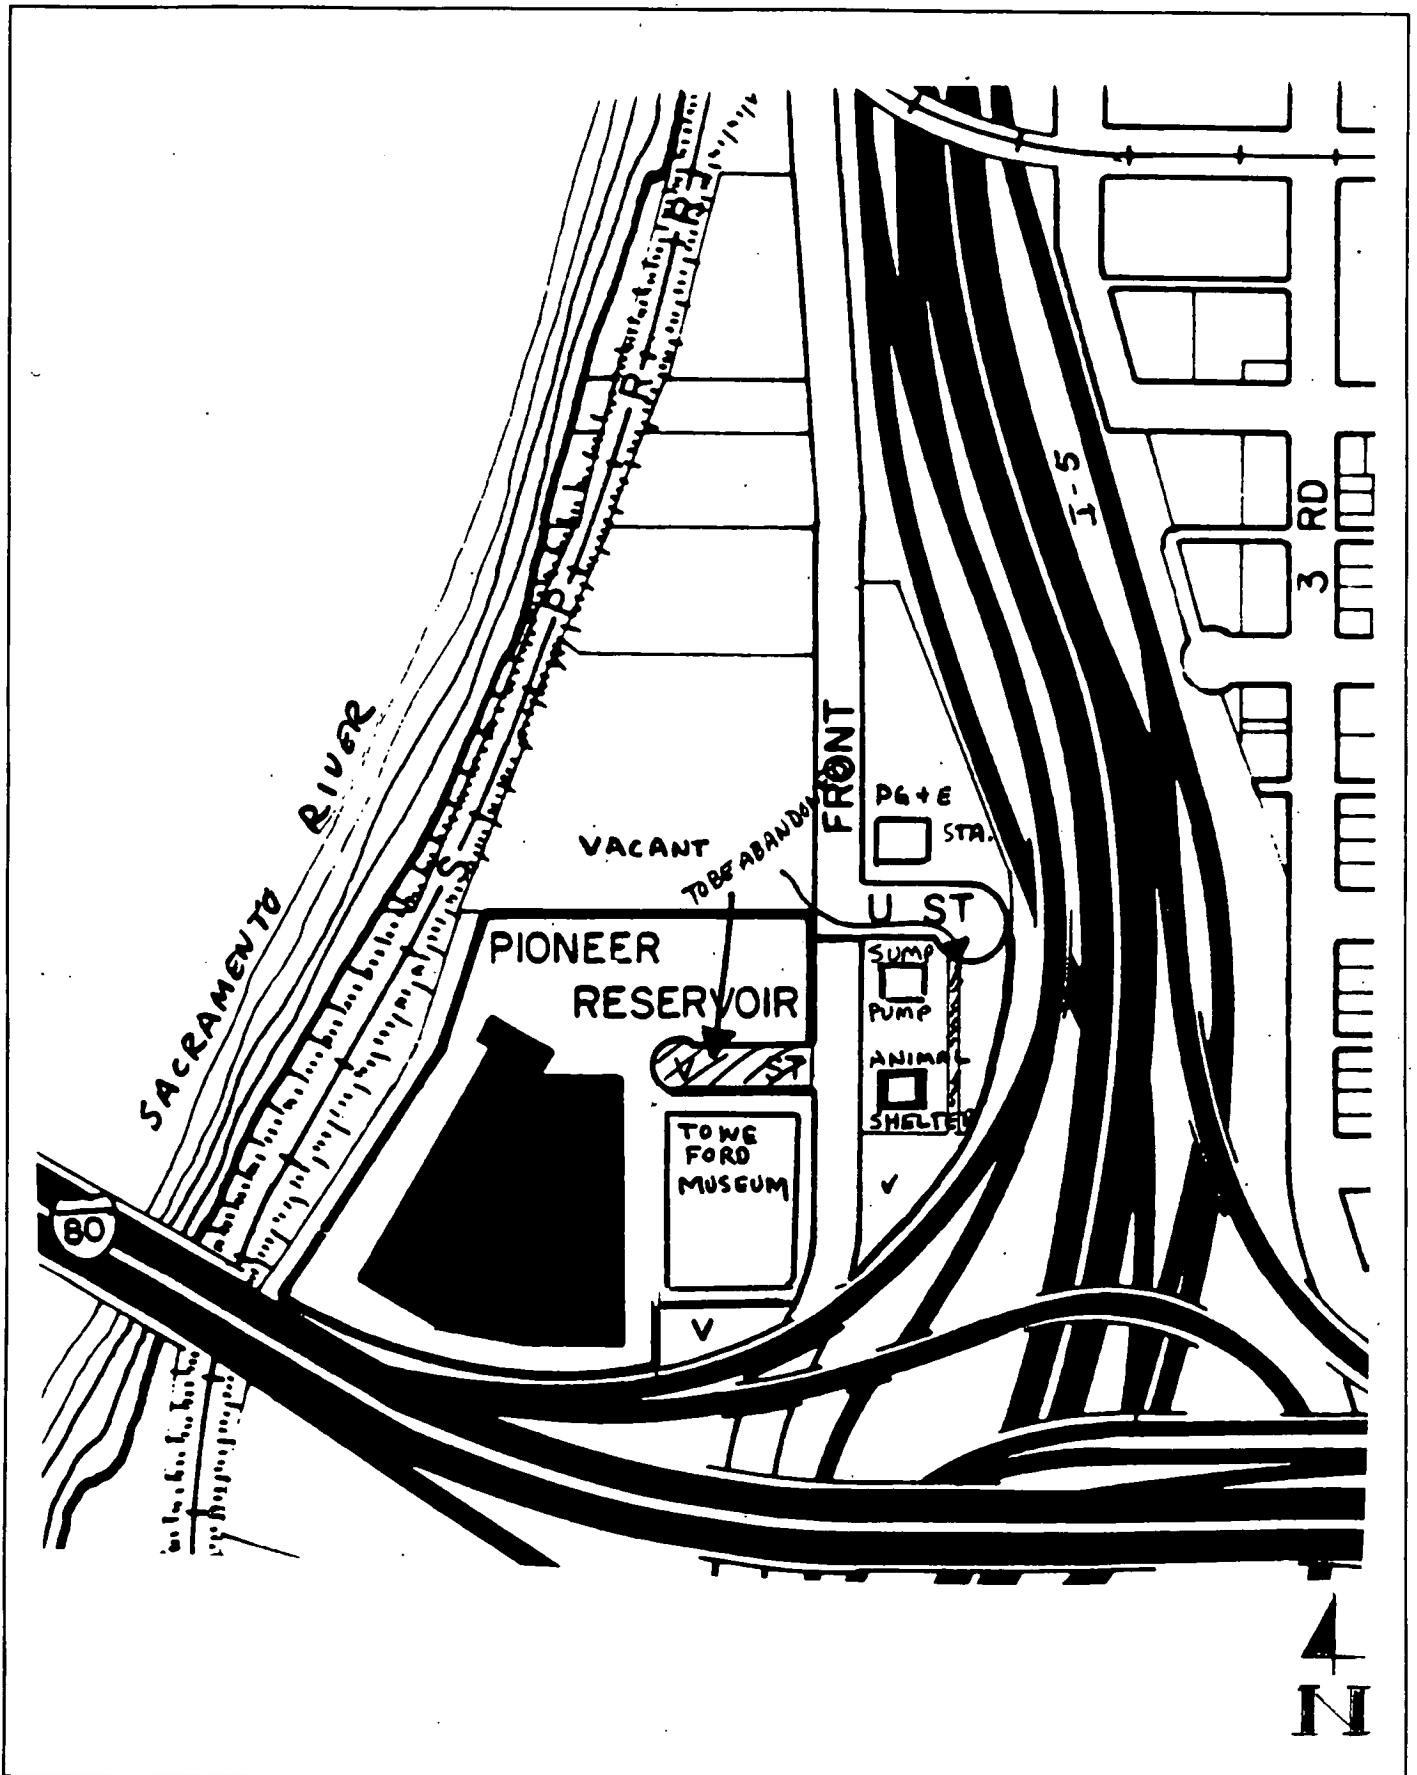 R
R
I-5
3 RD
P
SACRAMENTO RIVER
FRONT
PG+E
STA.
VACANT
TO BE ABANDONED
S
U ST
PIONEER
SUMP
RESERVOIR
PUMP
ANIMAL
V ST
SHELTER
TOWE
FORD
MUSEUM
V
80
V
N